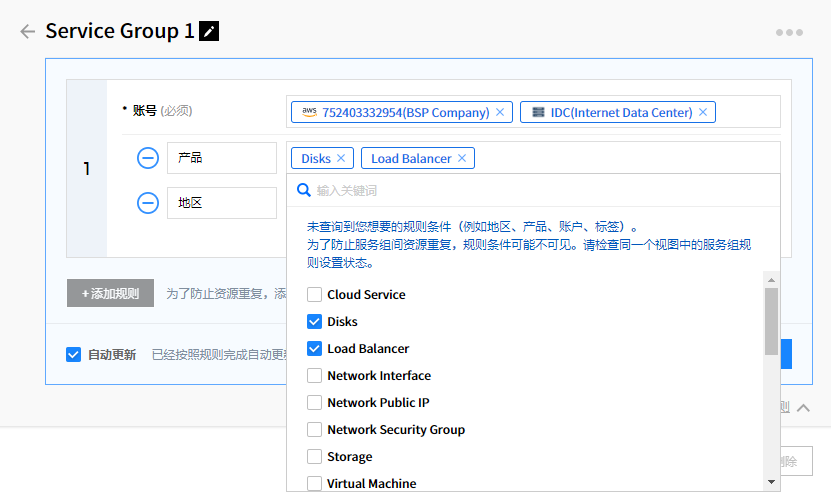 Service Group 1
1
* 账号 (必须)
aws 752403332954(BSP Company) ×
IDC(Internet Data Center) ×
产品
Disks ×
Load Balancer ×
地区
输入关键词
未查询到您想要的规则条件（例如地区、产品、账户、标签）。
为了防止服务组间资源重复，规则条件可能不可见。请检查同一个视图中的服务组规
则设置状态。
Cloud Service
Disks
Load Balancer
Network Interface
Network Public IP
Network Security Group
Storage
Virtual Machine
+添加规则
为了防止资源重复，添
自动更新
已经按照规则完成自动更
则
删除